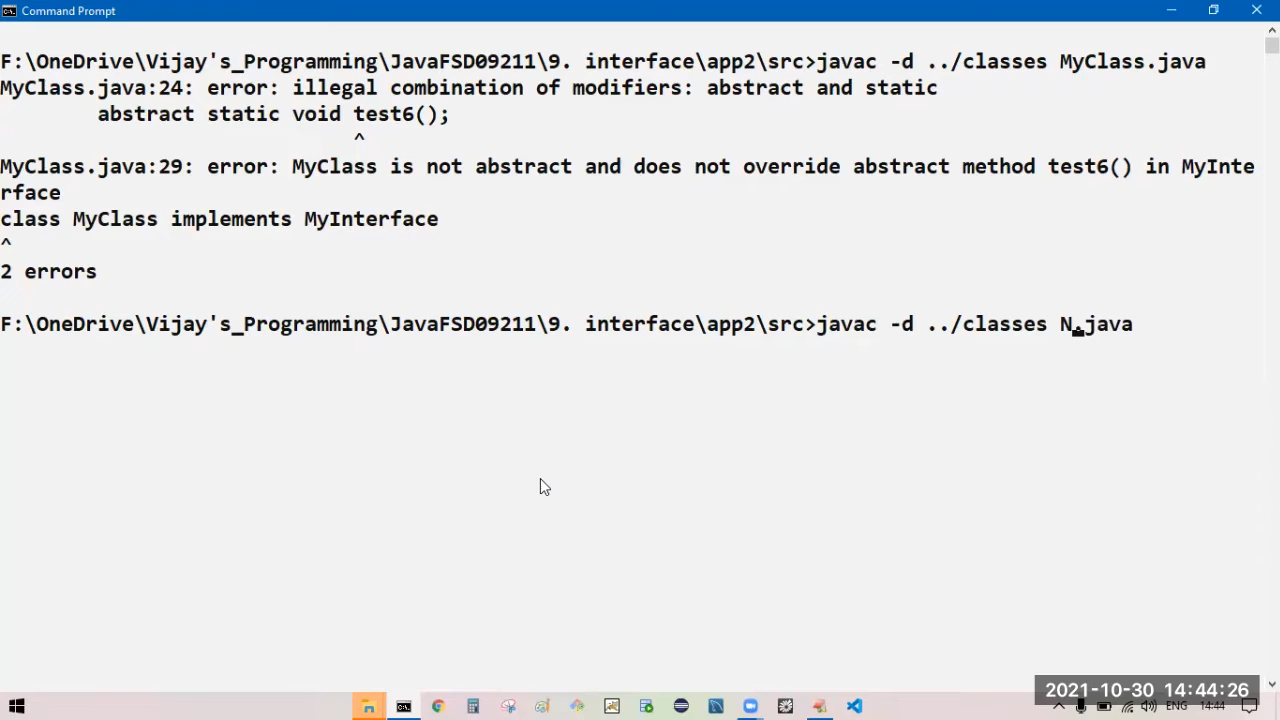 Command Prompt
F:\OneDrive\Vijay's_Programming\JavaFSD09211\9. interface\app2\src>javac -d ../classes MyClass.java
MyClass.java:24: error: illegal combination of modifiers: abstract and static
        abstract static void test6();
                             ^
MyClass.java:29: error: MyClass is not abstract and does not override abstract method test6() in MyInte
rface
class MyClass implements MyInterface
^
2 errors
F:\OneDrive\Vijay's_Programming\JavaFSD09211\9. interface\app2\src>javac -d ../classes N.java
2021-10-30 14:44:26
ENG 14:44